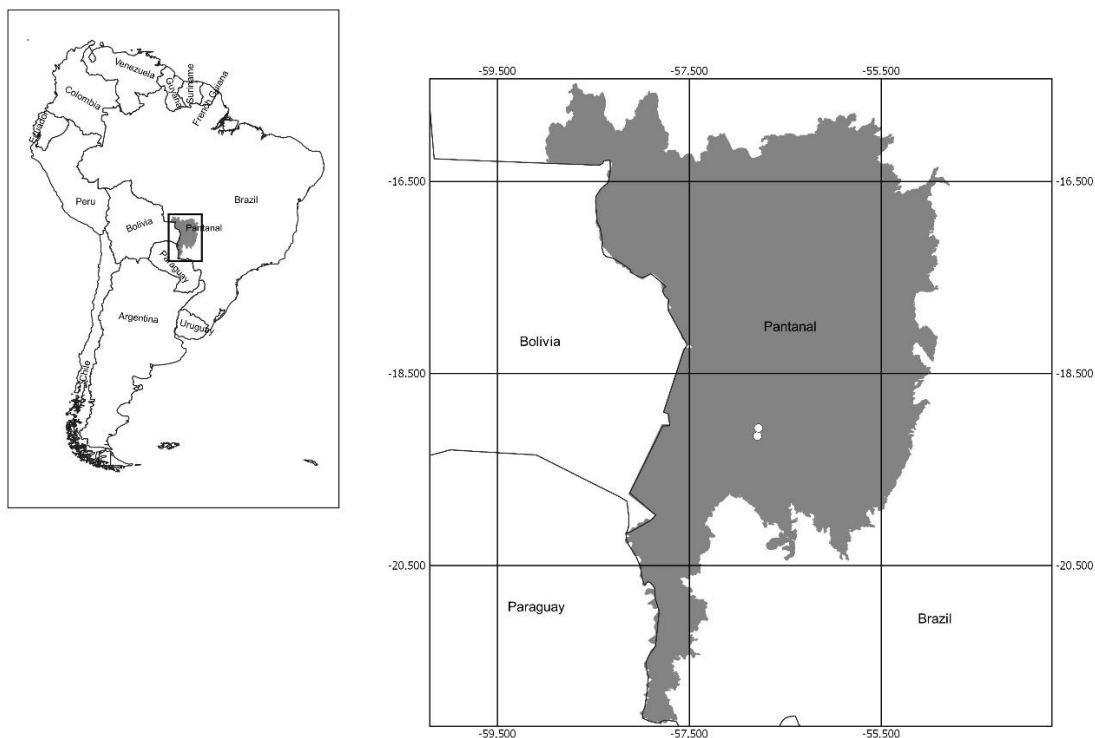 Venezuela
Guyana
Suriname
French Guiana
Colombia
Ecuador
Peru
Brazil
Bolivia
Pantanal
Paraguay
Argentina
Uruguay
Chile
-59.500
-57.500
-55.500
-16.500
-16.500
Pantanal
Bolivia
-18.500
-18.500
-20.500
-20.500
Paraguay
Brazil
-59.500
-57.500
-55.500